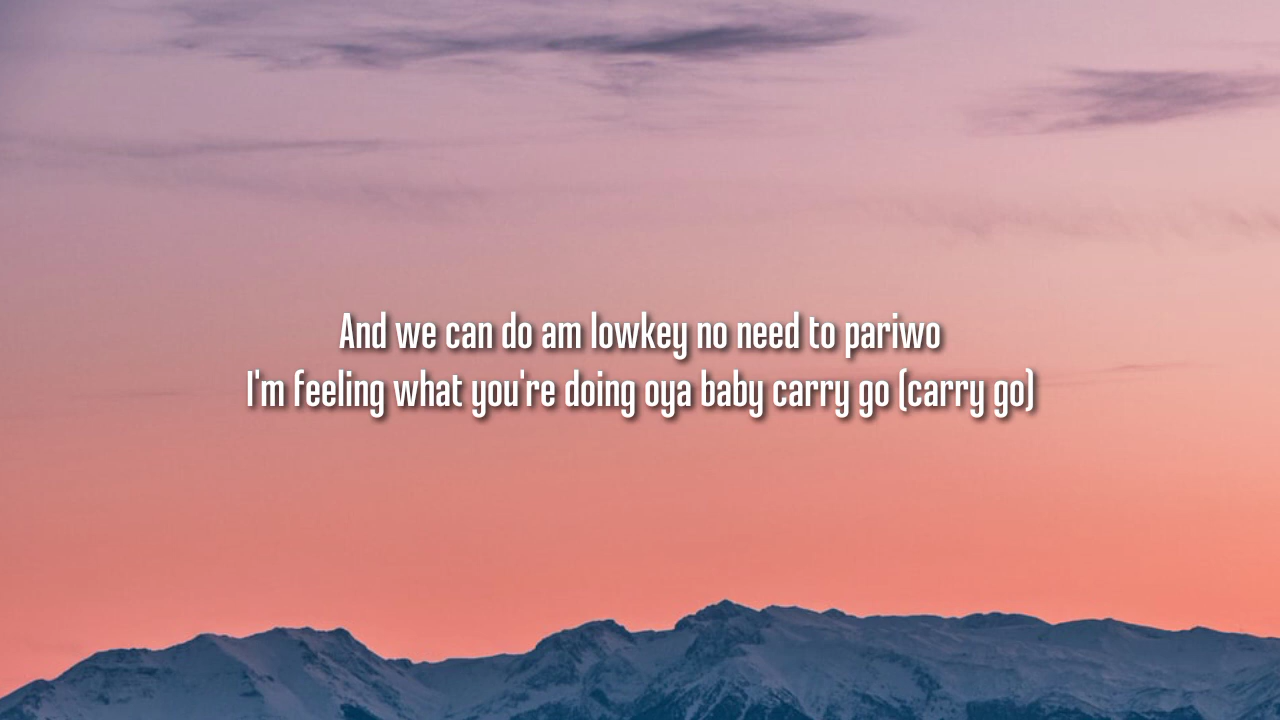 And we can do am lowkey no need to pariwo
I'm feeling what you're doing oya baby carry go (carry go)